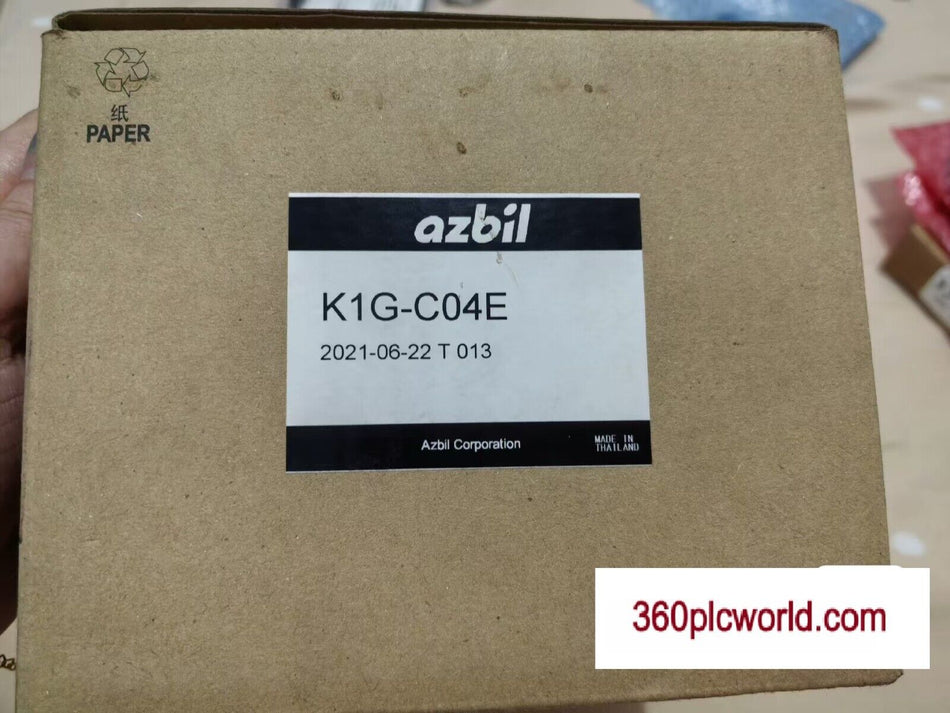 纸
PAPER
azbil
K1G-C04E
2021-06-22 T 013
Azbil Corporation
MADE IN
THAILAND
360plcworld.com